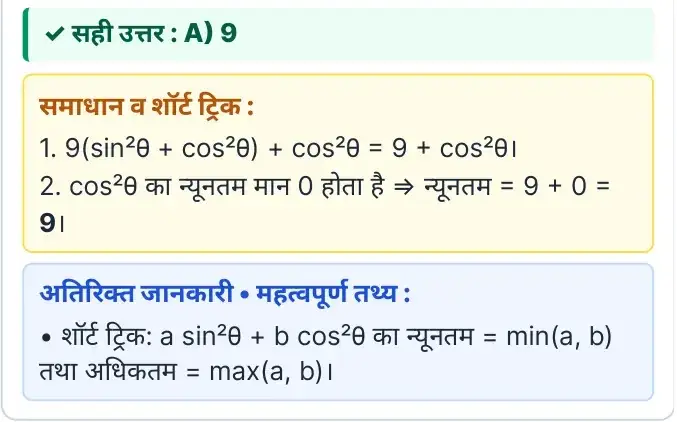 ✓ सही उत्तर : A) 9
समाधान व शॉर्ट ट्रिक :
1. 9(sin²θ + cos²θ) + cos²θ = 9 + cos²θ।
2. cos²θ का न्यूनतम मान 0 होता है ⇒ न्यूनतम = 9 + 0 =
9।
अतिरिक्त जानकारी • महत्वपूर्ण तथ्य :
• शॉर्ट ट्रिक: a sin²θ + b cos²θ का न्यूनतम = min(a, b)
तथा अधिकतम = max(a, b)।